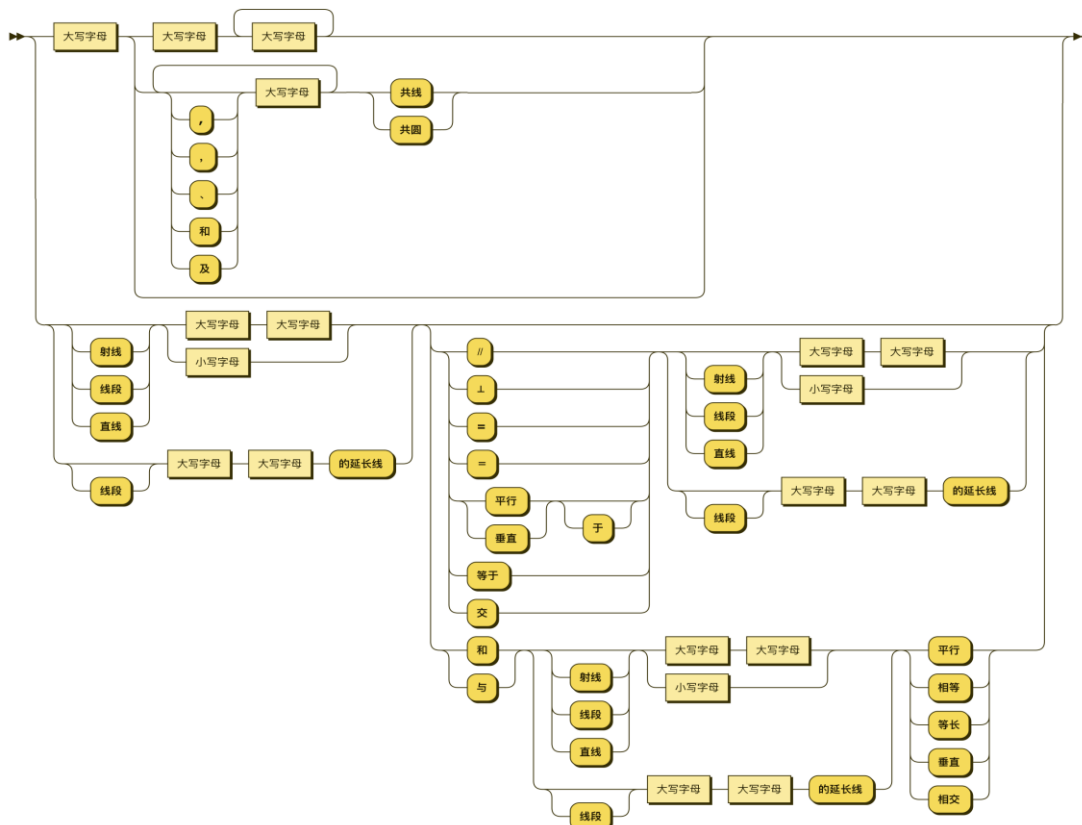 大写字母 大写字母 大写字母
大写字母
，
,
、
和
及
共线
共圆
射线
线段
直线
大写字母 大写字母
小写字母
线段
大写字母 大写字母 的延长线
//
⊥
=
＝
平行
垂直
于
等于
交
射线
线段
直线
大写字母 大写字母
小写字母
线段
大写字母 大写字母 的延长线
和
与
射线
线段
直线
大写字母 大写字母
小写字母
线段
大写字母 大写字母 的延长线
平行
相等
等长
垂直
相交